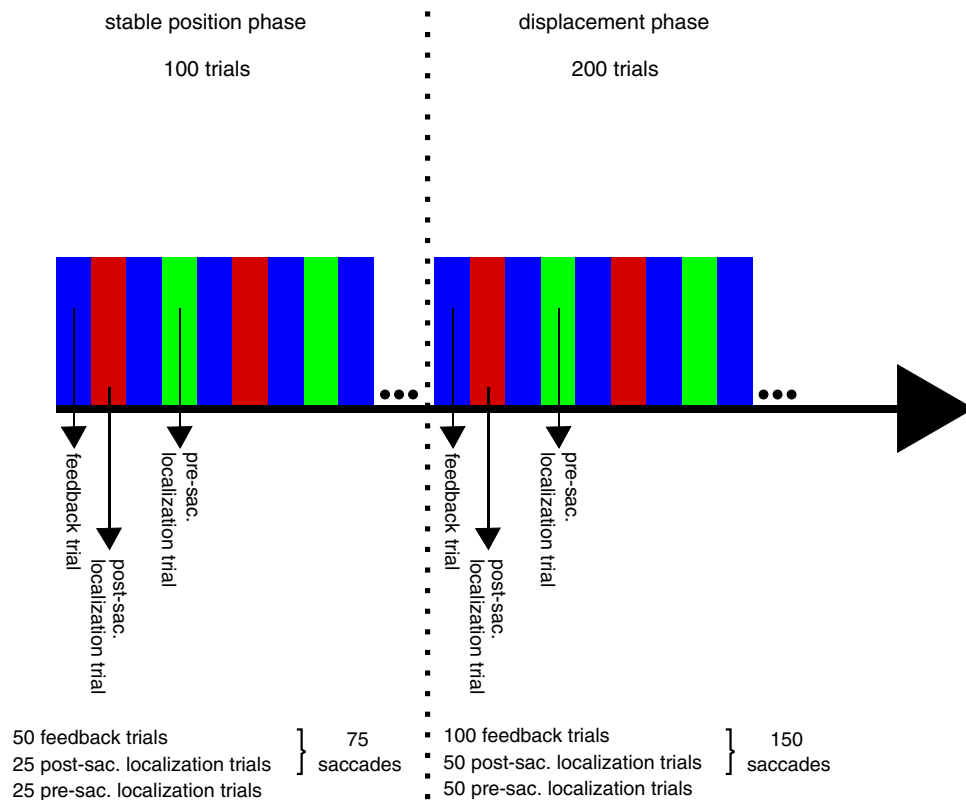 stable position phase
100 trials
displacement phase
200 trials
feedback trial
post-sac.
localization trial
pre-sac.
localization trial
feedback trial
post-sac.
localization trial
pre-sac.
localization trial
50 feedback trials
25 post-sac. localization trials
25 pre-sac. localization trials
} 75
saccades
100 feedback trials
50 post-sac. localization trials
50 pre-sac. localization trials
} 150
saccades